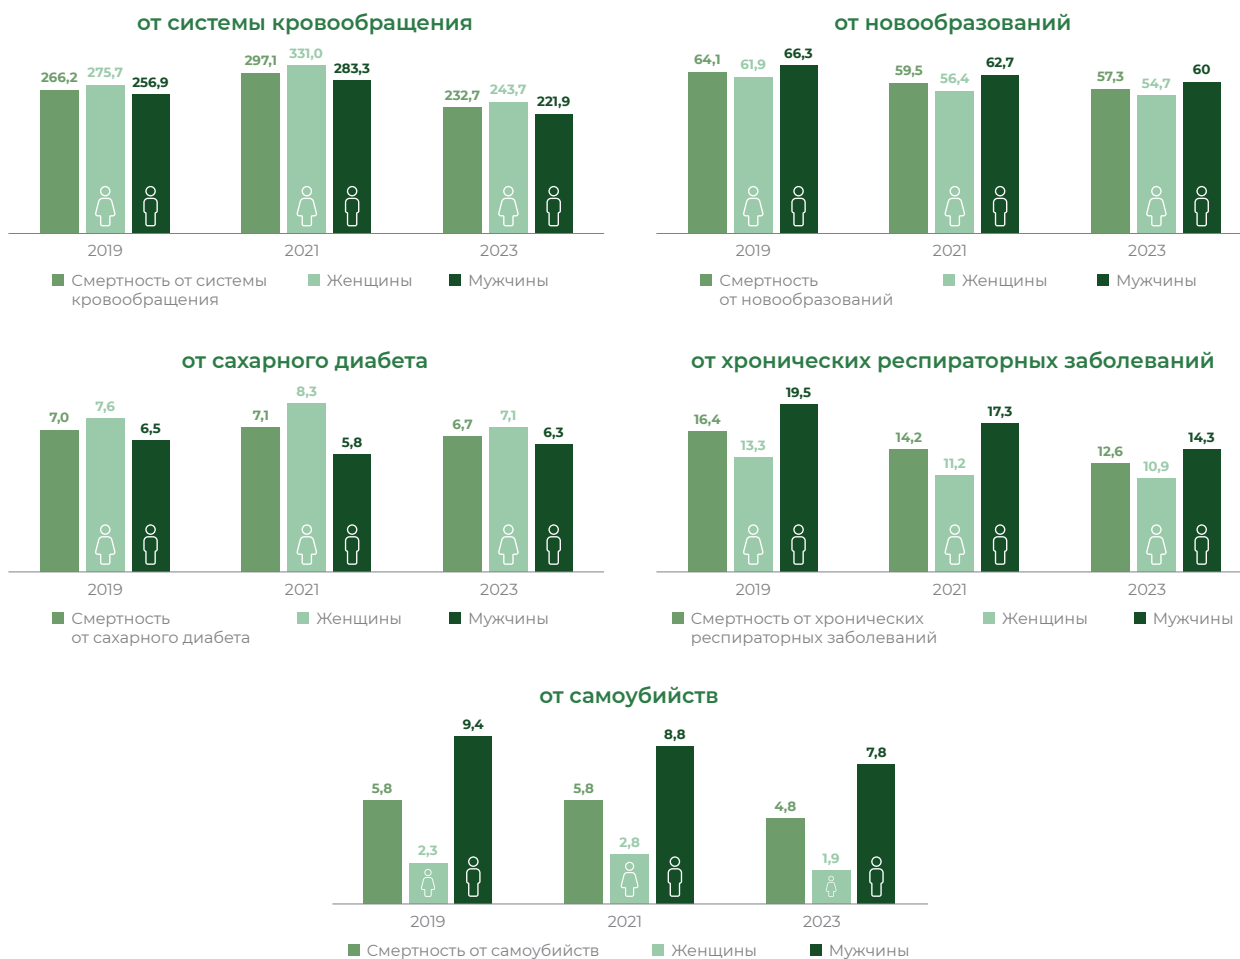 от системы кровообращения
266,2 275,7 256,9
297,1 331,0 283,3
232,7 243,7 221,9
2019 2021 2023
Смертность от системы
кровообращения
Женщины
Мужчины
от новообразований
64,1 61,9 66,3
59,5 56,4 62,7
57,3 54,7 60
2019 2021 2023
Смертность
от новообразований
Женщины
Мужчины
от сахарного диабета
7,0 7,6 6,5
7,1 8,3 5,8
6,7 7,1 6,3
2019 2021 2023
Смертность
от сахарного диабета
Женщины
Мужчины
от хронических респираторных заболеваний
16,4 13,3 19,5
14,2 11,2 17,3
12,6 10,9 14,3
2019 2021 2023
Смертность от хронических
респираторных заболеваний
Женщины
Мужчины
от самоубийств
5,8 2,3 9,4
5,8 2,8 8,8
4,8 1,9 7,8
2019 2021 2023
Смертность от самоубийств
Женщины
Мужчины